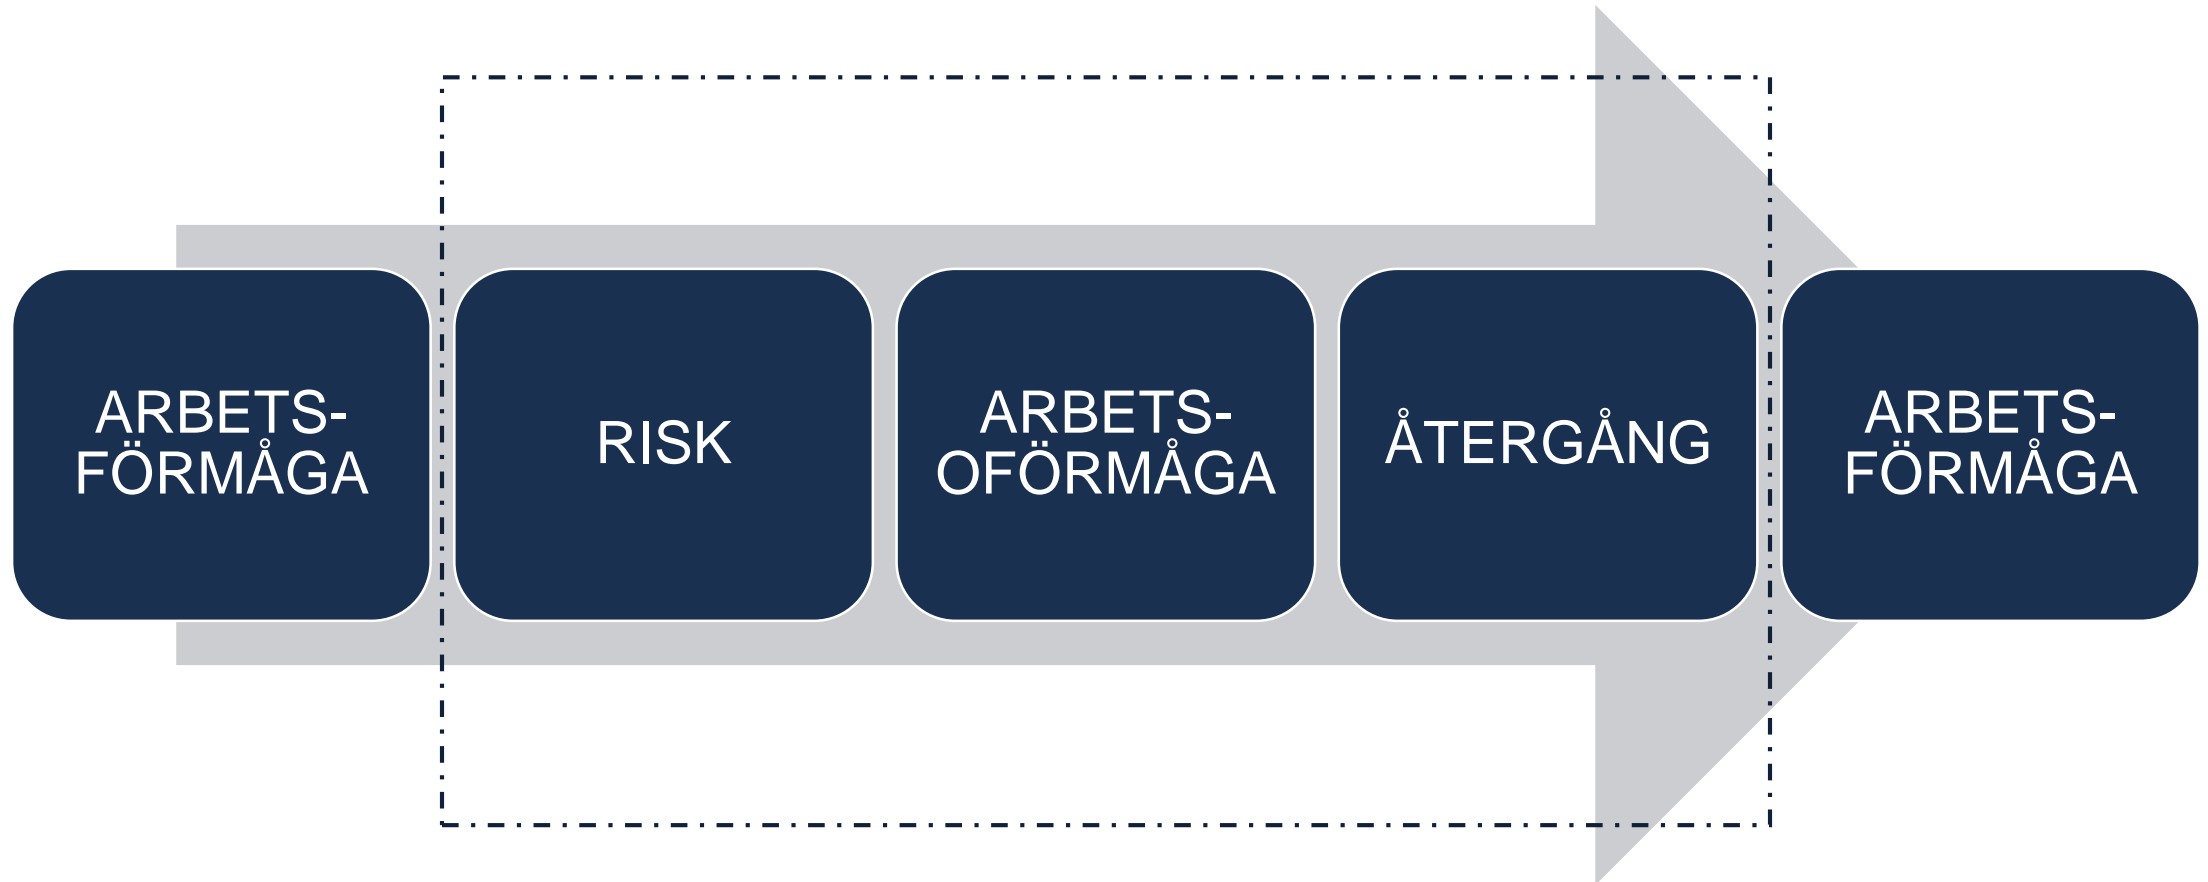 ARBETS-
FÖRMÅGA
RISK
ARBETS-
OFÖRMÅGA
ÅTERGÅNG
ARBETS-
FÖRMÅGA